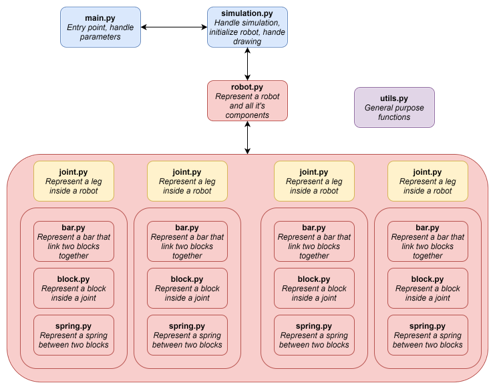 main.py
Entry point, handle
parameters
simulation.py
Handle simulation,
initialize robot, hande
drawing
robot.py
Represent a robot
and all it's
components
utils.py
General purpose
functions
joint.py
Represent a leg
inside a robot
joint.py
Represent a leg
inside a robot
joint.py
Represent a leg
inside a robot
joint.py
Represent a leg
inside a robot
bar.py
Represent a bar that
link two blocks
together
block.py
Represent a block
inside a joint
spring.py
Represent a spring
between two blocks
bar.py
Represent a bar that
link two blocks
together
block.py
Represent a block
inside a joint
spring.py
Represent a spring
between two blocks
bar.py
Represent a bar that
link two blocks
together
block.py
Represent a block
inside a joint
spring.py
Represent a spring
between two blocks
bar.py
Represent a bar that
link two blocks
together
block.py
Represent a block
inside a joint
spring.py
Represent a spring
between two blocks